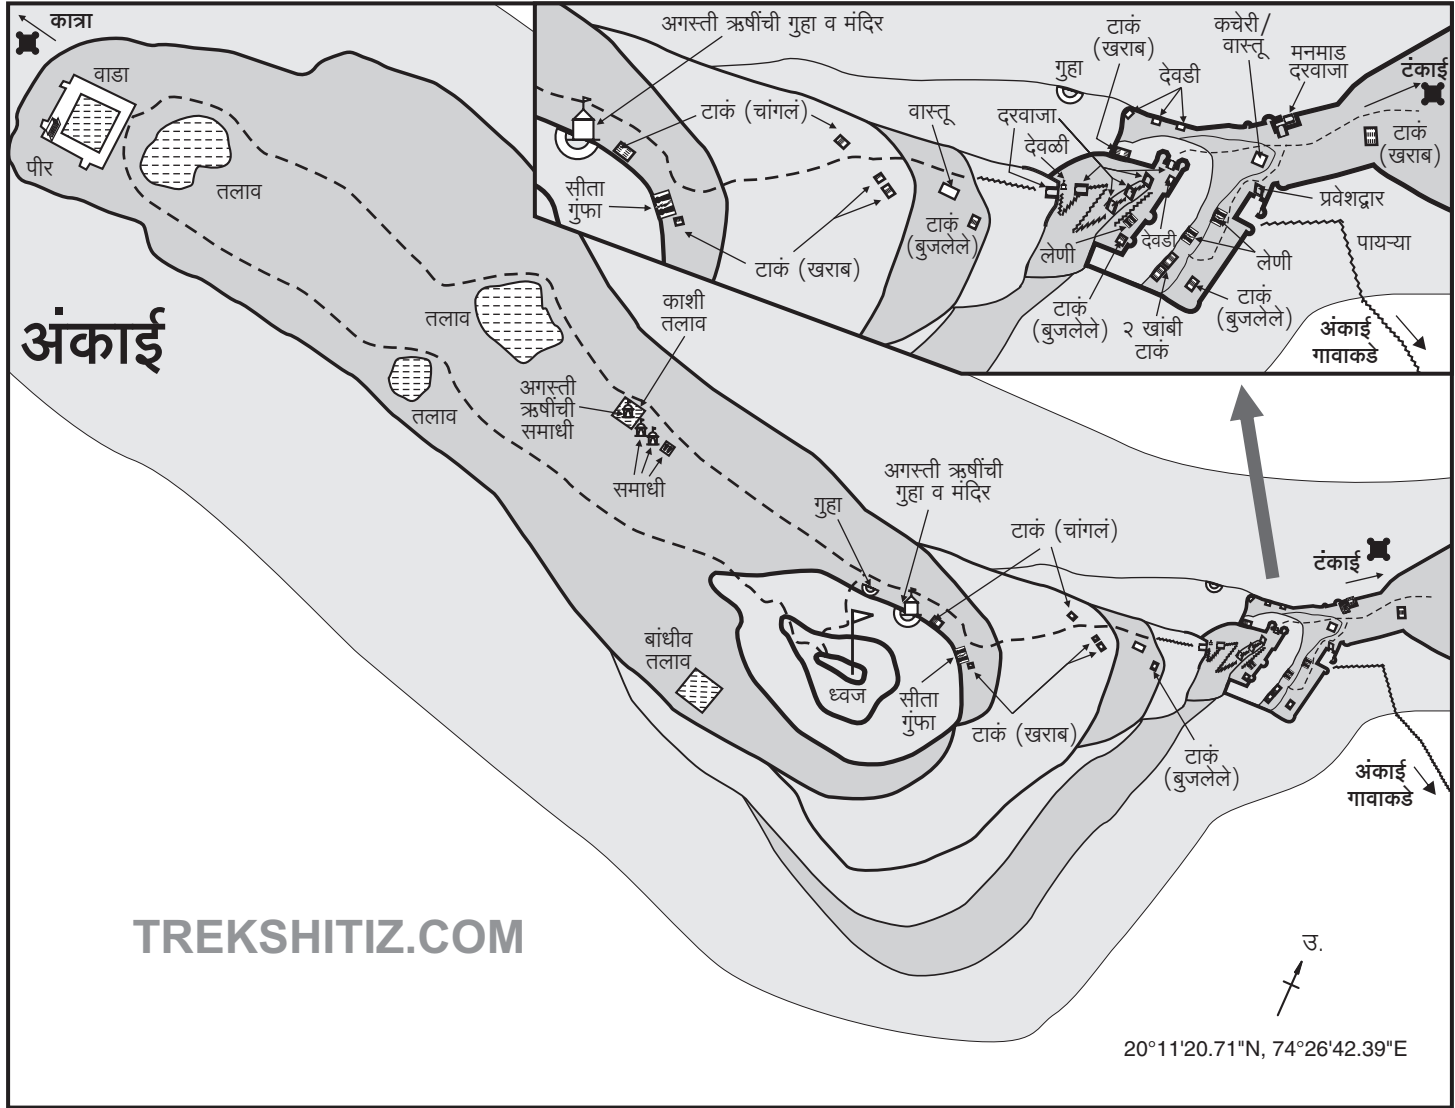 कात्रा
वाडा
पीर
तलाव
अंकाई
तलाव
तलाव
काशी
तलाव
अगस्ती
ऋषींची
समाधी
समाधी
गुहा
अगस्ती ऋषींची
गुहा व मंदिर
टाकं (चांगलं)
बांधीव
तलाव
ध्वज
सीता
गुंफा
टाकं (खराब)
टाकं
(बुजलेले)
टंकाई
अंकाई
गावाकडे
अगस्ती ऋषींची गुहा व मंदिर
टाकं (चांगलं)
सीता
गुंफा
टाकं (खराब)
वास्तू
टाकं
(बुजलेले)
दरवाजा
देवळी
गुहा
टाकं
(खराब)
देवडी
कचेरी/
वास्तू
मनमाड
दरवाजा
टंकाई
टाकं
(खराब)
प्रवेशद्वार
पायऱ्या
लेणी
देवडी
लेणी
टाकं
(बुजलेले)
२ खांबी
टाकं
टाकं
(बुजलेले)
अंकाई
गावाकडे
TREKSHITIZ.COM
उ.
20°11'20.71"N, 74°26'42.39"E